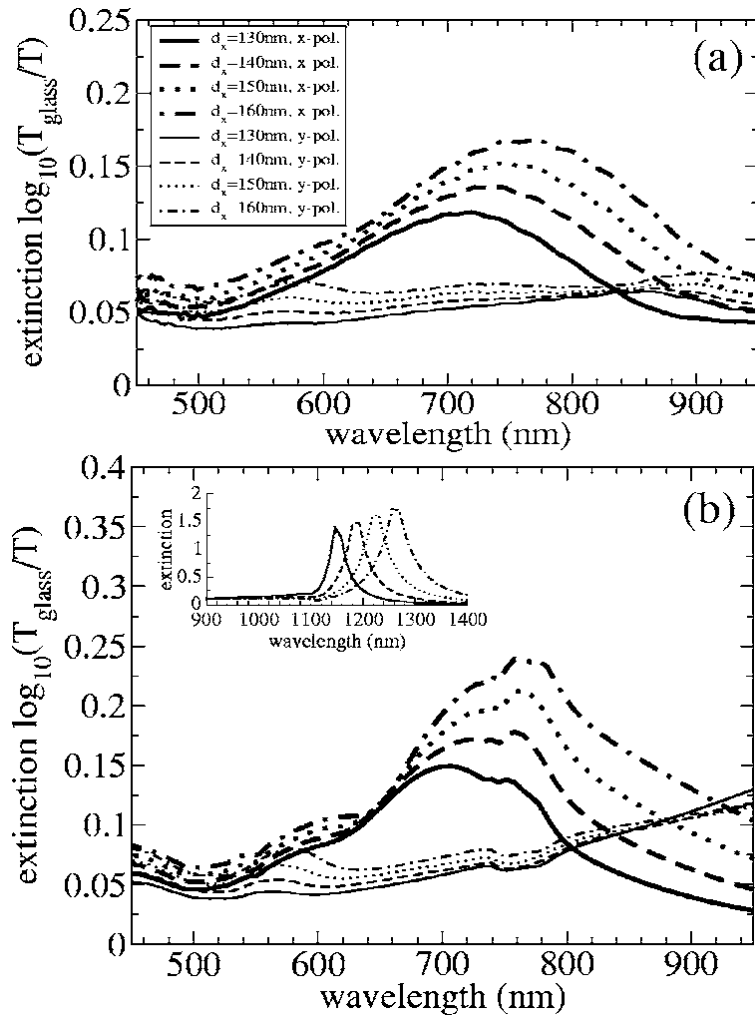 0.25
(a)
d_x=130nm, x-pol.
d_x=140nm, x pol.
d_x=150nm, x-pol.
d_x=160nm, x-pol.
d_x=130nm, y-pol.
d_x 140nm, y-pol.
d_x=150nm, y-pol.
d_x 160nm, y-pol.
0.2
0.15
0.1
0.05
0
extinction log_10(T_glass/T)
500 600 700 800 900
wavelength (nm)
0.4
(b)
2
1.5
1
0.5
0
extinction
900 1000 1100 1200 1300 1400
wavelength (nm)
0.35
0.3
0.25
0.2
0.15
0.1
0.05
0
extinction log_10(T_glass/T)
500 600 700 800 900
wavelength (nm)